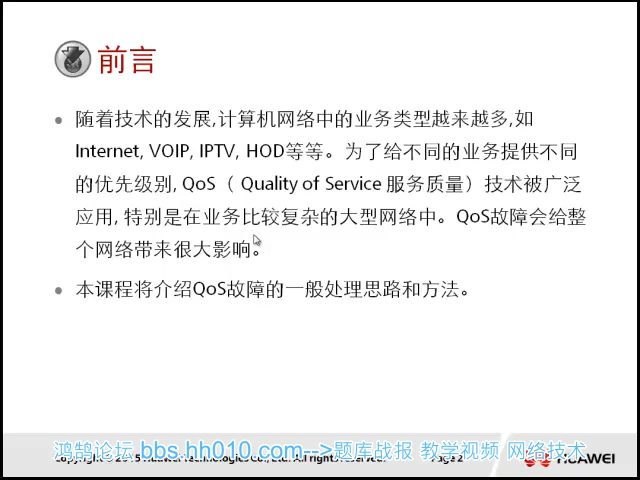 前言
随着技术的发展,计算机网络中的业务类型越来越多,如
Internet, VOIP, IPTV, HOD等等。为了给不同的业务提供不同
的优先级别, QoS（ Quality of Service 服务质量）技术被广泛
应用, 特别是在业务比较复杂的大型网络中。QoS故障会给整
个网络带来很大影响。
本课程将介绍QoS故障的一般处理思路和方法。
鸿鹄论坛 bbs.hh010.com-->题库战报 教学视频 网络技术
Page 2
HUAWEI